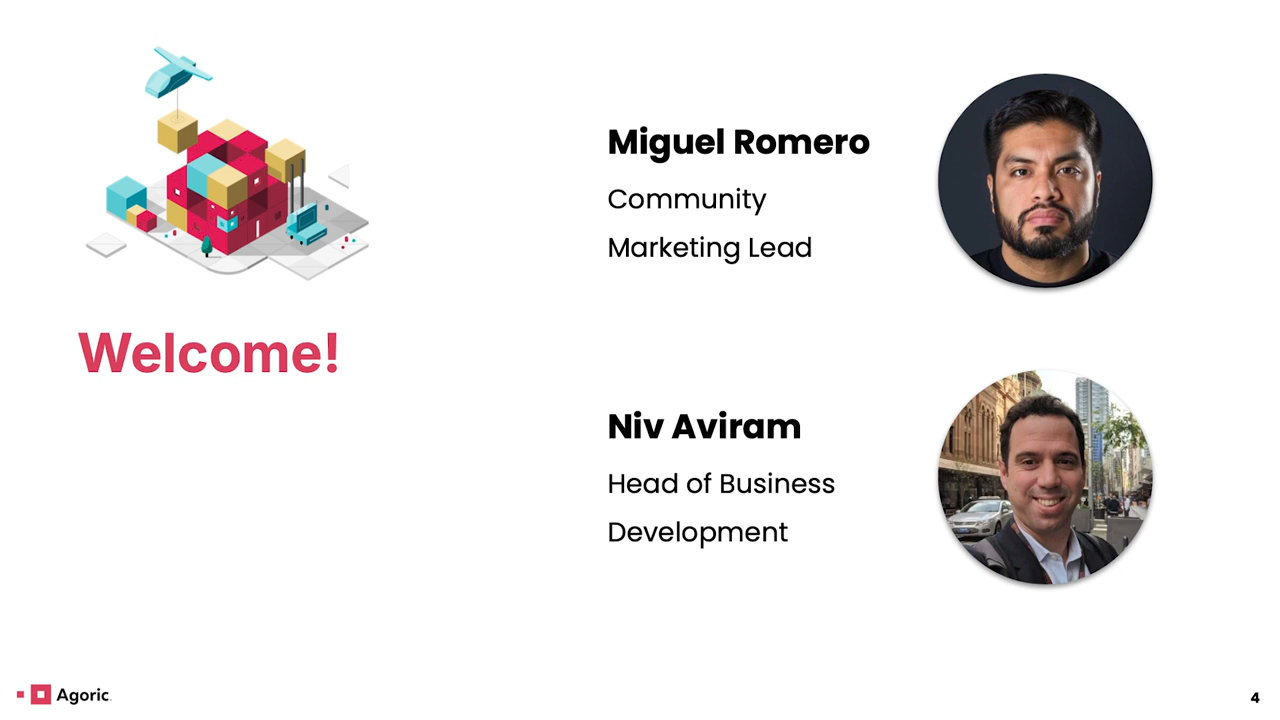 Welcome!
Miguel Romero
Community
Marketing Lead
Niv Aviram
Head of Business
Development
Agoric
4